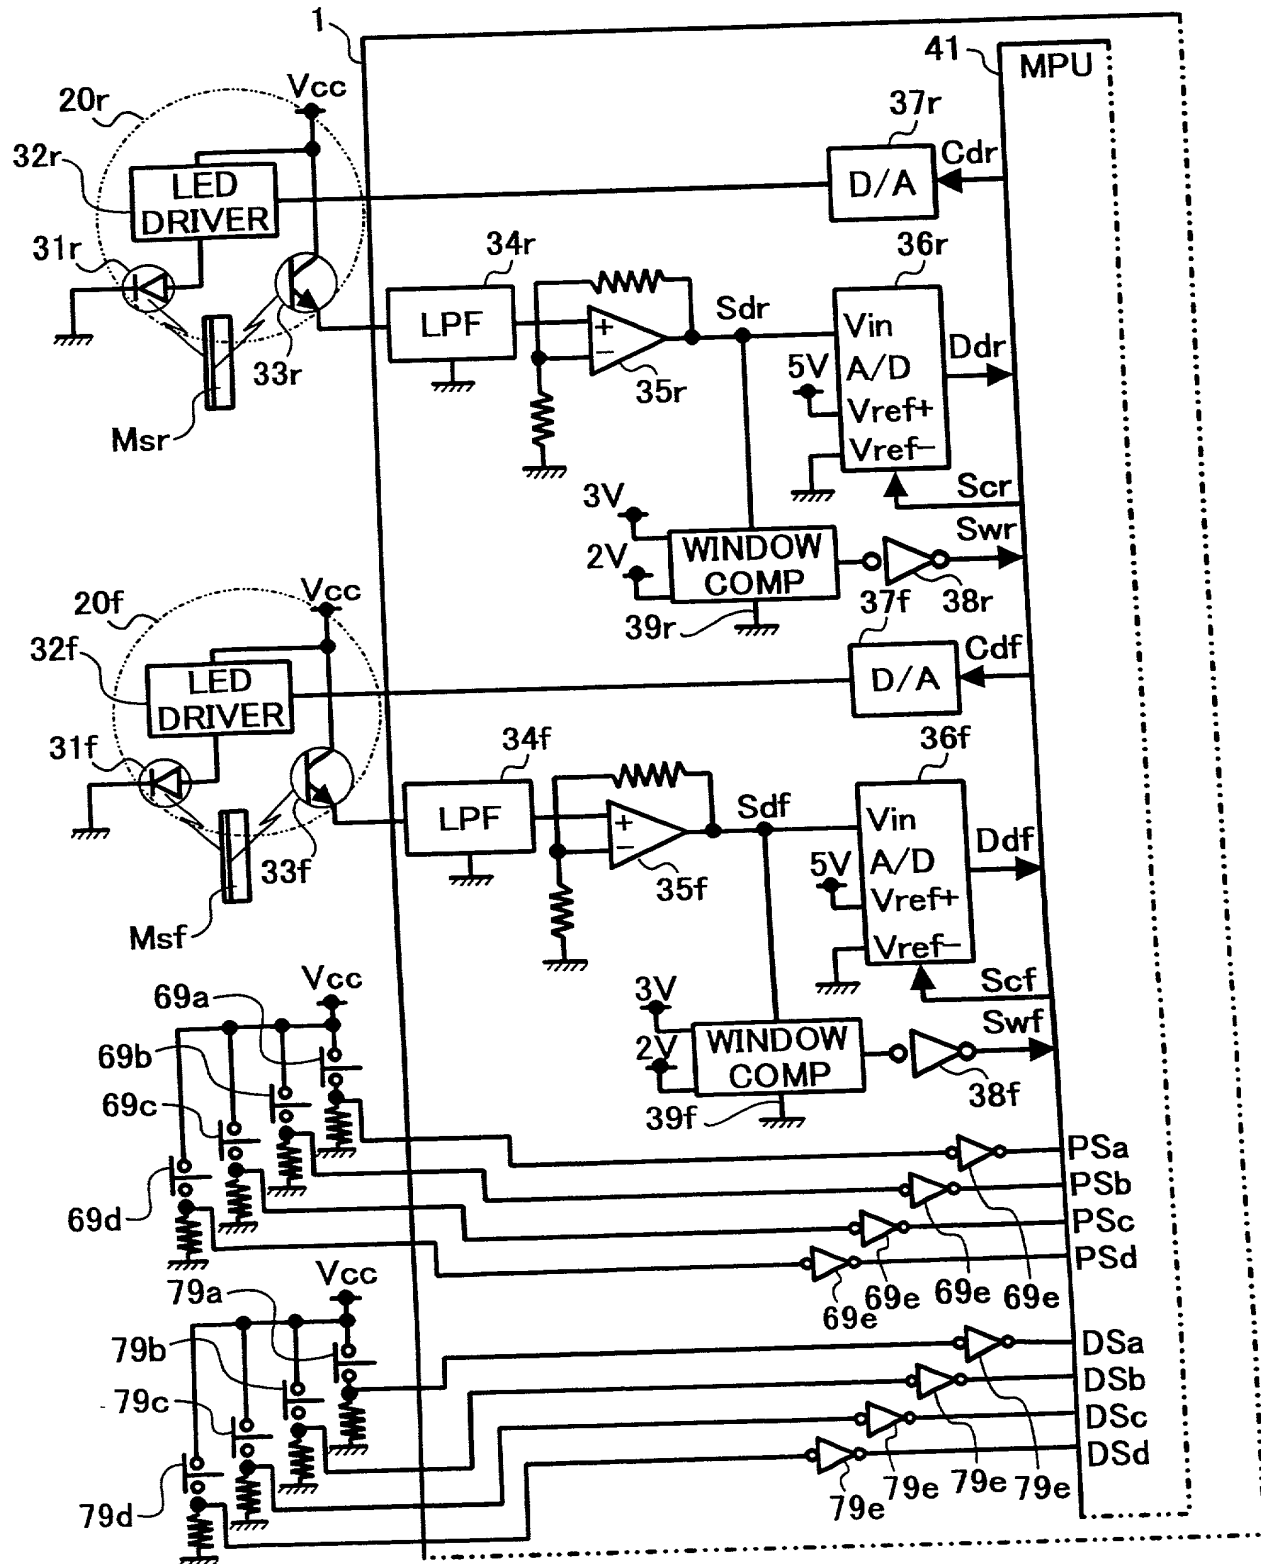 1
41
MPU
Vcc
20r
37r
Cdr
32r
LED
DRIVER
D/A
31r
34r
36r
LPF
+
−
Sdr
Vin
A/D
Vref+
Vref−
5V
Ddr
33r
35r
Msr
Scr
3V
2V
WINDOW
COMP
Swr
39r
37f
38r
Vcc
20f
32f
LED
DRIVER
D/A
Cdf
31f
34f
36f
LPF
+
−
Sdf
Vin
A/D
Vref+
Vref−
5V
Ddf
33f
35f
Msf
Scf
3V
2V
WINDOW
COMP
Swf
39f
38f
Vcc
69a
69b
69c
69d
PSa
PSb
PSc
PSd
69e
69e
69e
69e
Vcc
79a
79b
79c
79d
DSa
DSb
DSc
DSd
79e
79e
79e
79e